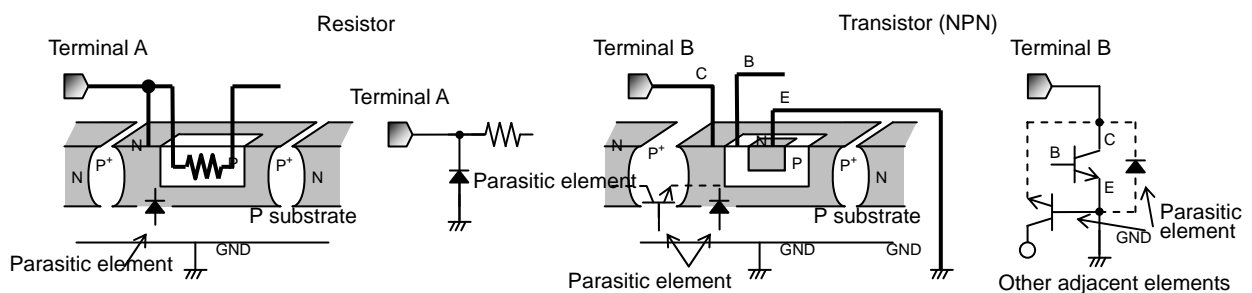 Resistor
Transistor (NPN)
Terminal A
Terminal B
Terminal B
C
B
E
Terminal A
N
P
N
P+
P+
N
N
P+
N
P
P+
N
B
C
E
Parasitic element
P substrate
P substrate
Parasitic
element
GND
GND
GND
GND
Parasitic element
Parasitic element
Other adjacent elements